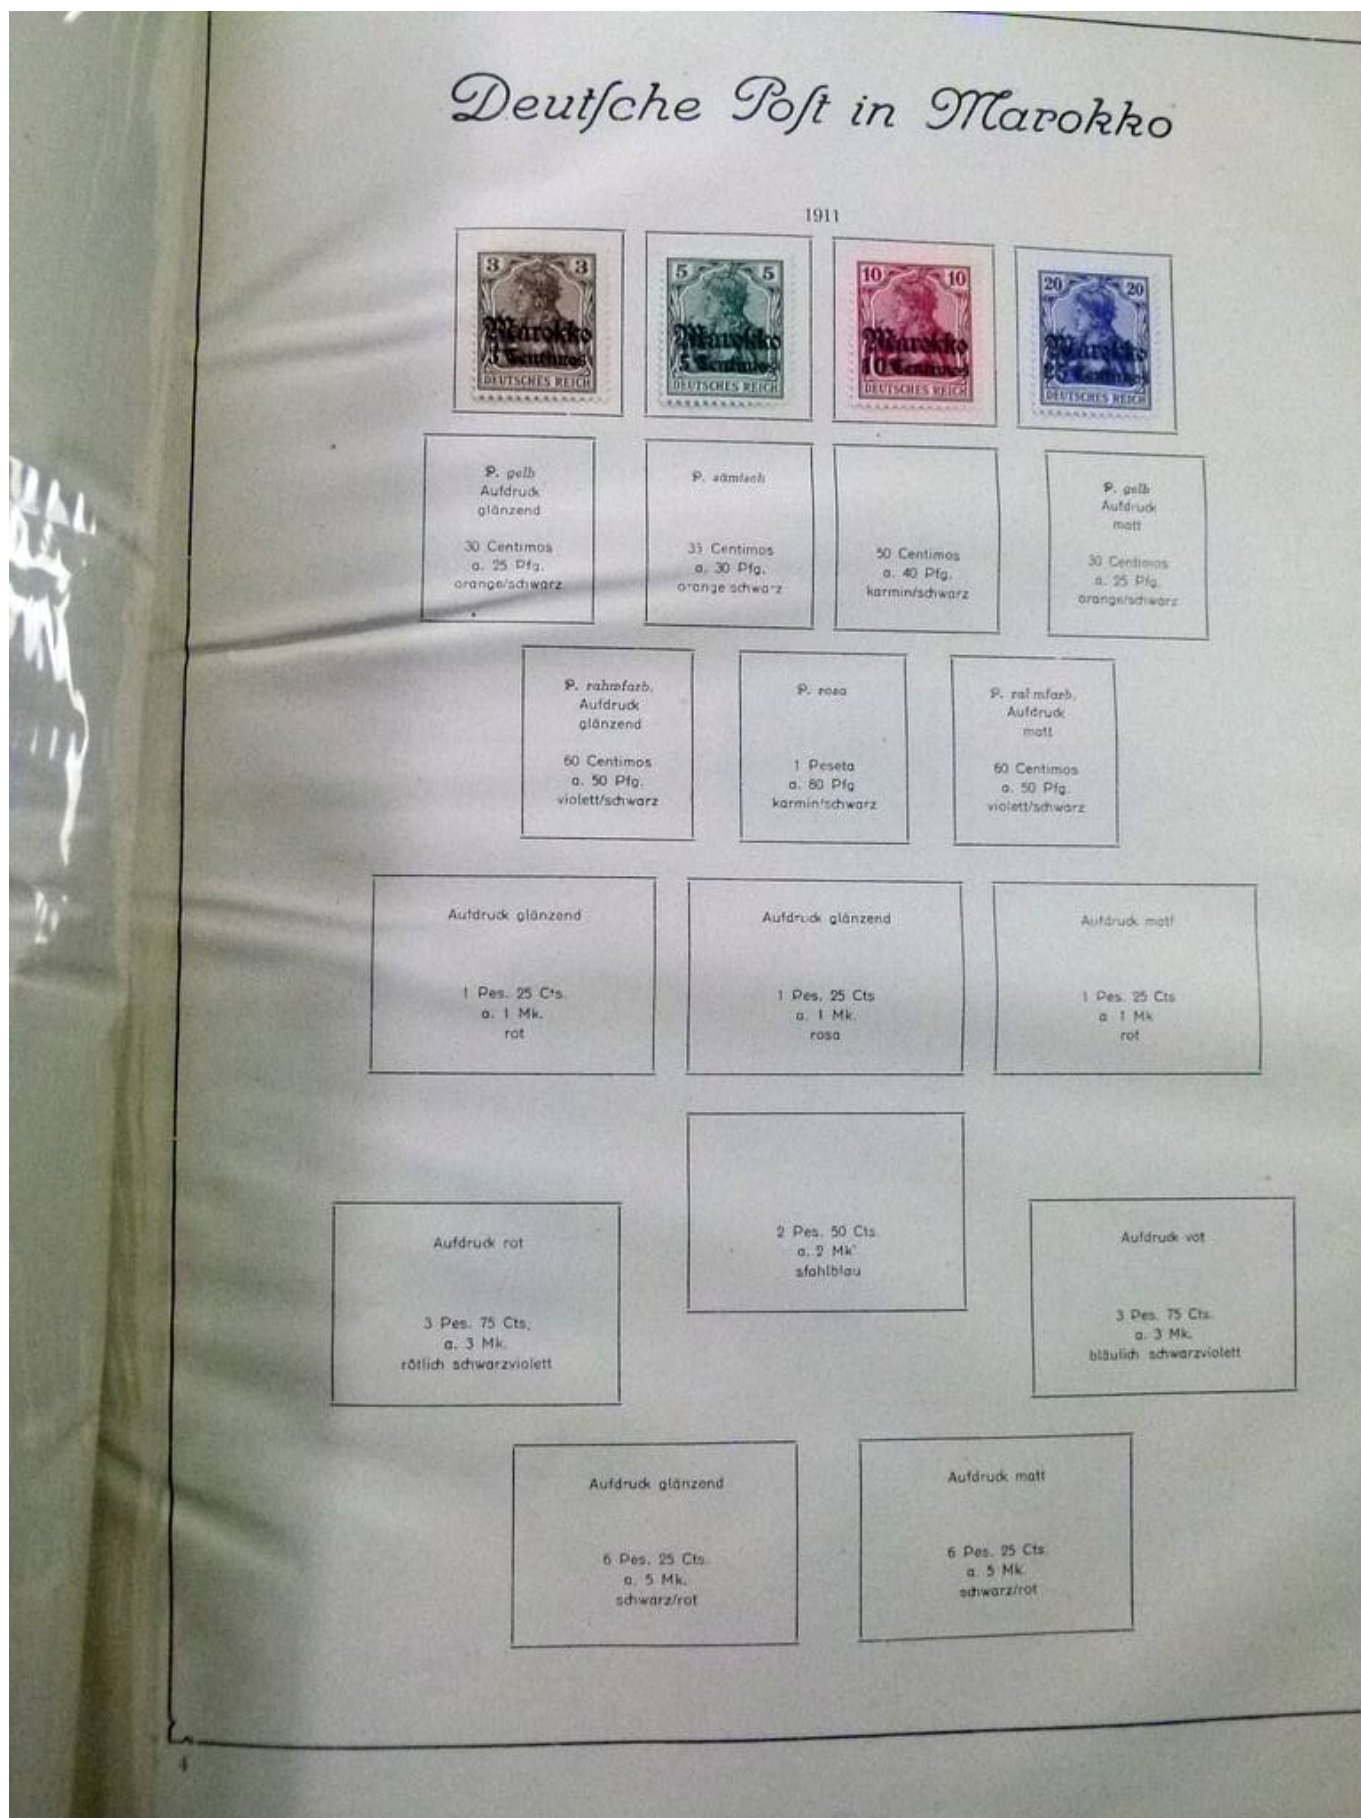 Deutſche Poſt in Marokko
1911
3 3
Marokko
3 Centimos
DEUTSCHES REICH
5 5
Marokko
5 Centimos
DEUTSCHES REICH
10 10
Marokko
10 Centimos
DEUTSCHES REICH
20 20
Marokko
25 Centimos
DEUTSCHES REICH
P. gelb
Aufdruck
glänzend
30 Centimos
a. 25 Pfg.
orange/schwarz
P. sämisch
35 Centimos
a. 30 Pfg.
orange schwarz
50 Centimos
a. 40 Pfg.
karmin/schwarz
P. gelb
Aufdruck
matt
30 Centimos
a. 25 Pfg.
orange/schwarz
P. rahmfarb.
Aufdruck
glänzend
60 Centimos
a. 50 Pfg.
violett/schwarz
P. rosa
1 Peseta
a. 80 Pfg
karmin/schwarz
P. rahmfarb.
Aufdruck
matt
60 Centimos
a. 50 Pfg.
violett/schwarz
Aufdruck glänzend
1 Pes. 25 Cts.
a. 1 Mk.
rot
Aufdruck glänzend
1 Pes. 25 Cts
a. 1 Mk.
rosa
Aufdruck matt
1 Pes. 25 Cts
a 1 Mk
rot
2 Pes. 50 Cts
a. 2 Mk
stahlblau
Aufdruck rot
3 Pes. 75 Cts.
a. 3 Mk.
rötlich schwarzviolett
Aufdruck rot
3 Pes. 75 Cts.
a. 3 Mk.
bläulich schwarzviolett
Aufdruck glänzend
6 Pes. 25 Cts.
a. 5 Mk.
schwarz/rot
Aufdruck matt
6 Pes. 25 Cts
a. 5 Mk
schwarz/rot
4